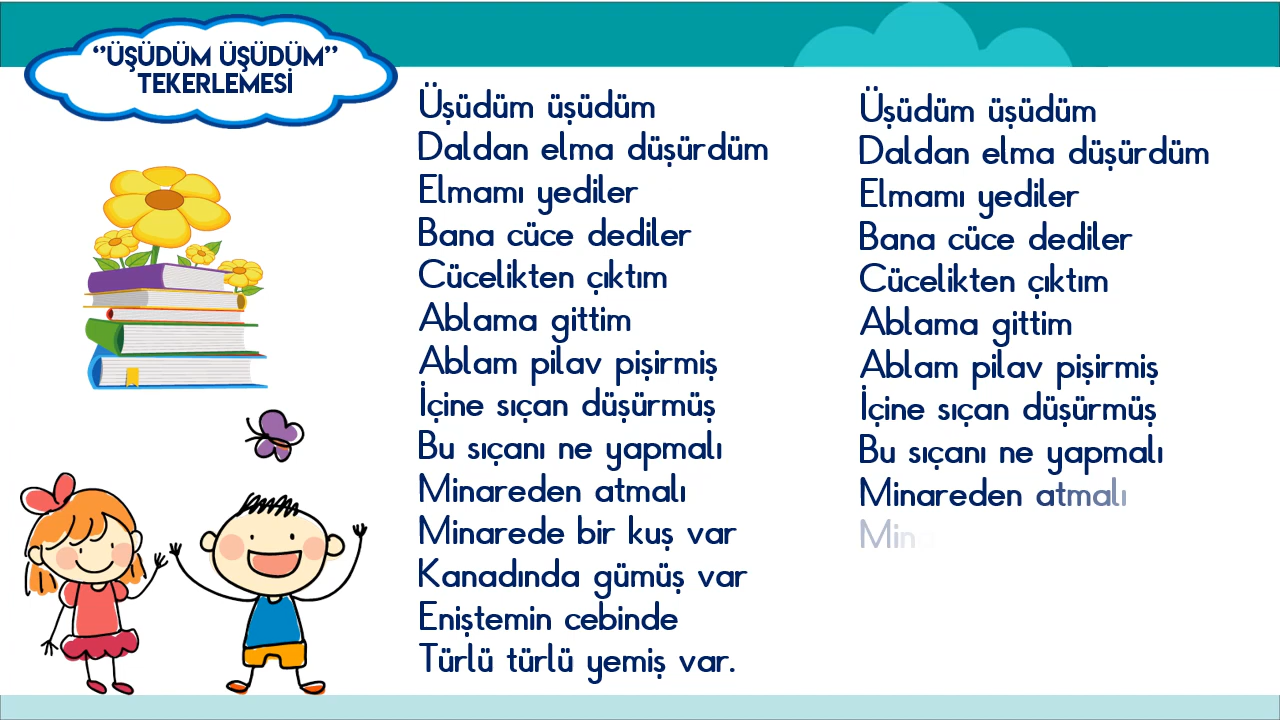 ‘’ÜŞÜDÜM ÜŞÜDÜM’’
TEKERLEMESİ
Üşüdüm üşüdüm
Daldan elma düşürdüm
Elmamı yediler
Bana cüce dediler
Cücelikten çıktım
Ablama gittim
Ablam pilav pişirmiş
İçine sıçan düşürmüş
Bu sıçanı ne yapmalı
Minareden atmalı
Minarede bir kuş var
Kanadında gümüş var
Eniştemin cebinde
Türlü türlü yemiş var.
Üşüdüm üşüdüm
Daldan elma düşürdüm
Elmamı yediler
Bana cüce dediler
Cücelikten çıktım
Ablama gittim
Ablam pilav pişirmiş
İçine sıçan düşürmüş
Bu sıçanı ne yapmalı
Minareden atmalı
Mina